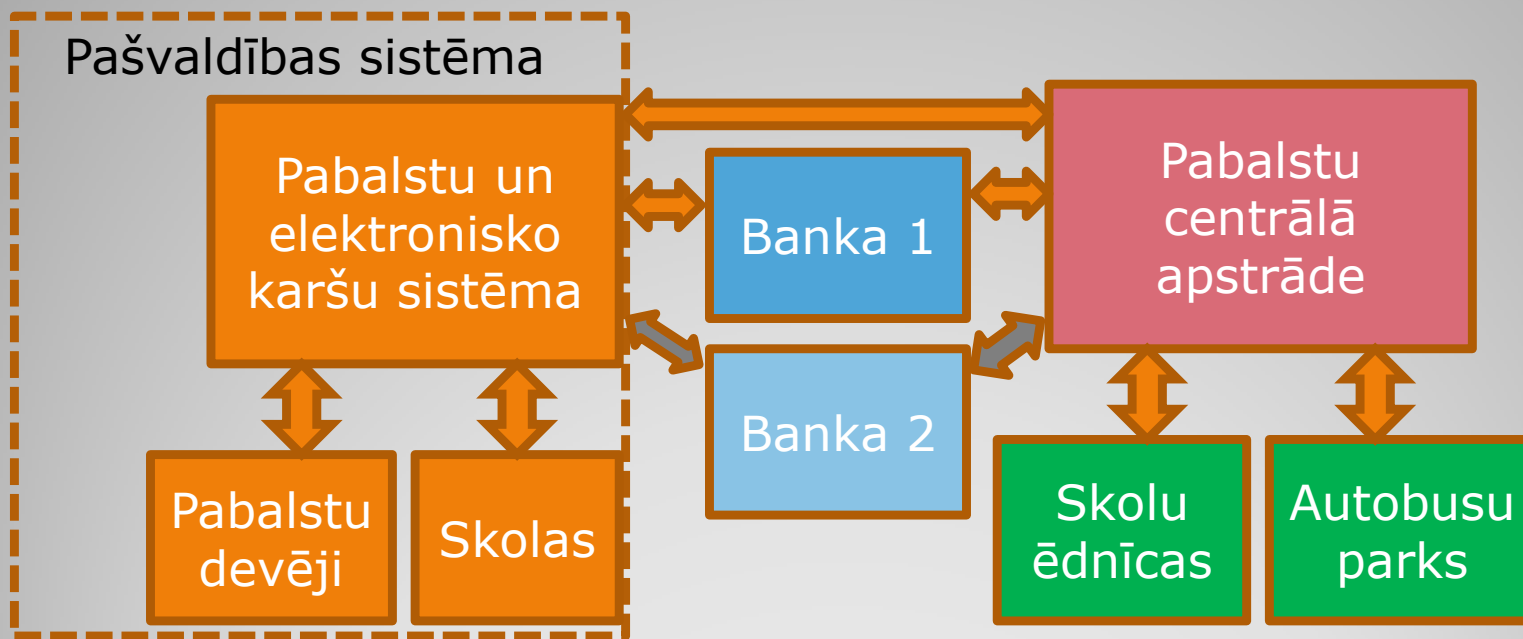 Pašvaldības sistēma
Pabalstu un
elektronisko
karšu sistēma
Banka 1
Pabalstu
centrālā
apstrāde
Banka 2
Pabalstu
devēji
Skolas
Skolu
ēdnīcas
Autobusu
parks